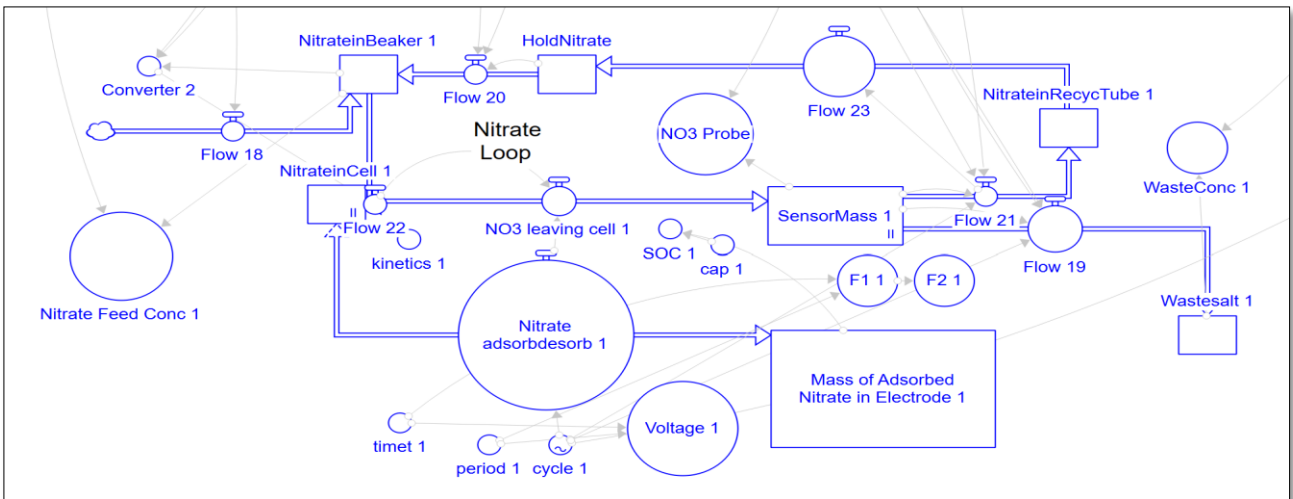 NitrateinBeaker 1
HoldNitrate
Converter 2
Flow 20
Flow 23
NitrateinRecycTube 1
NO3 Probe
Flow 18
Nitrate
Loop
WasteConc 1
NitrateinCell 1
SensorMass 1
Flow 21
Flow 22
NO3 leaving cell 1
kinetics 1
SOC 1
cap 1
Flow 19
F1 1
F2 1
Nitrate Feed Conc 1
Wastesalt 1
Nitrate
adsorbdesorb 1
Mass of Adsorbed
Nitrate in Electrode 1
Voltage 1
timet 1
period 1
cycle 1